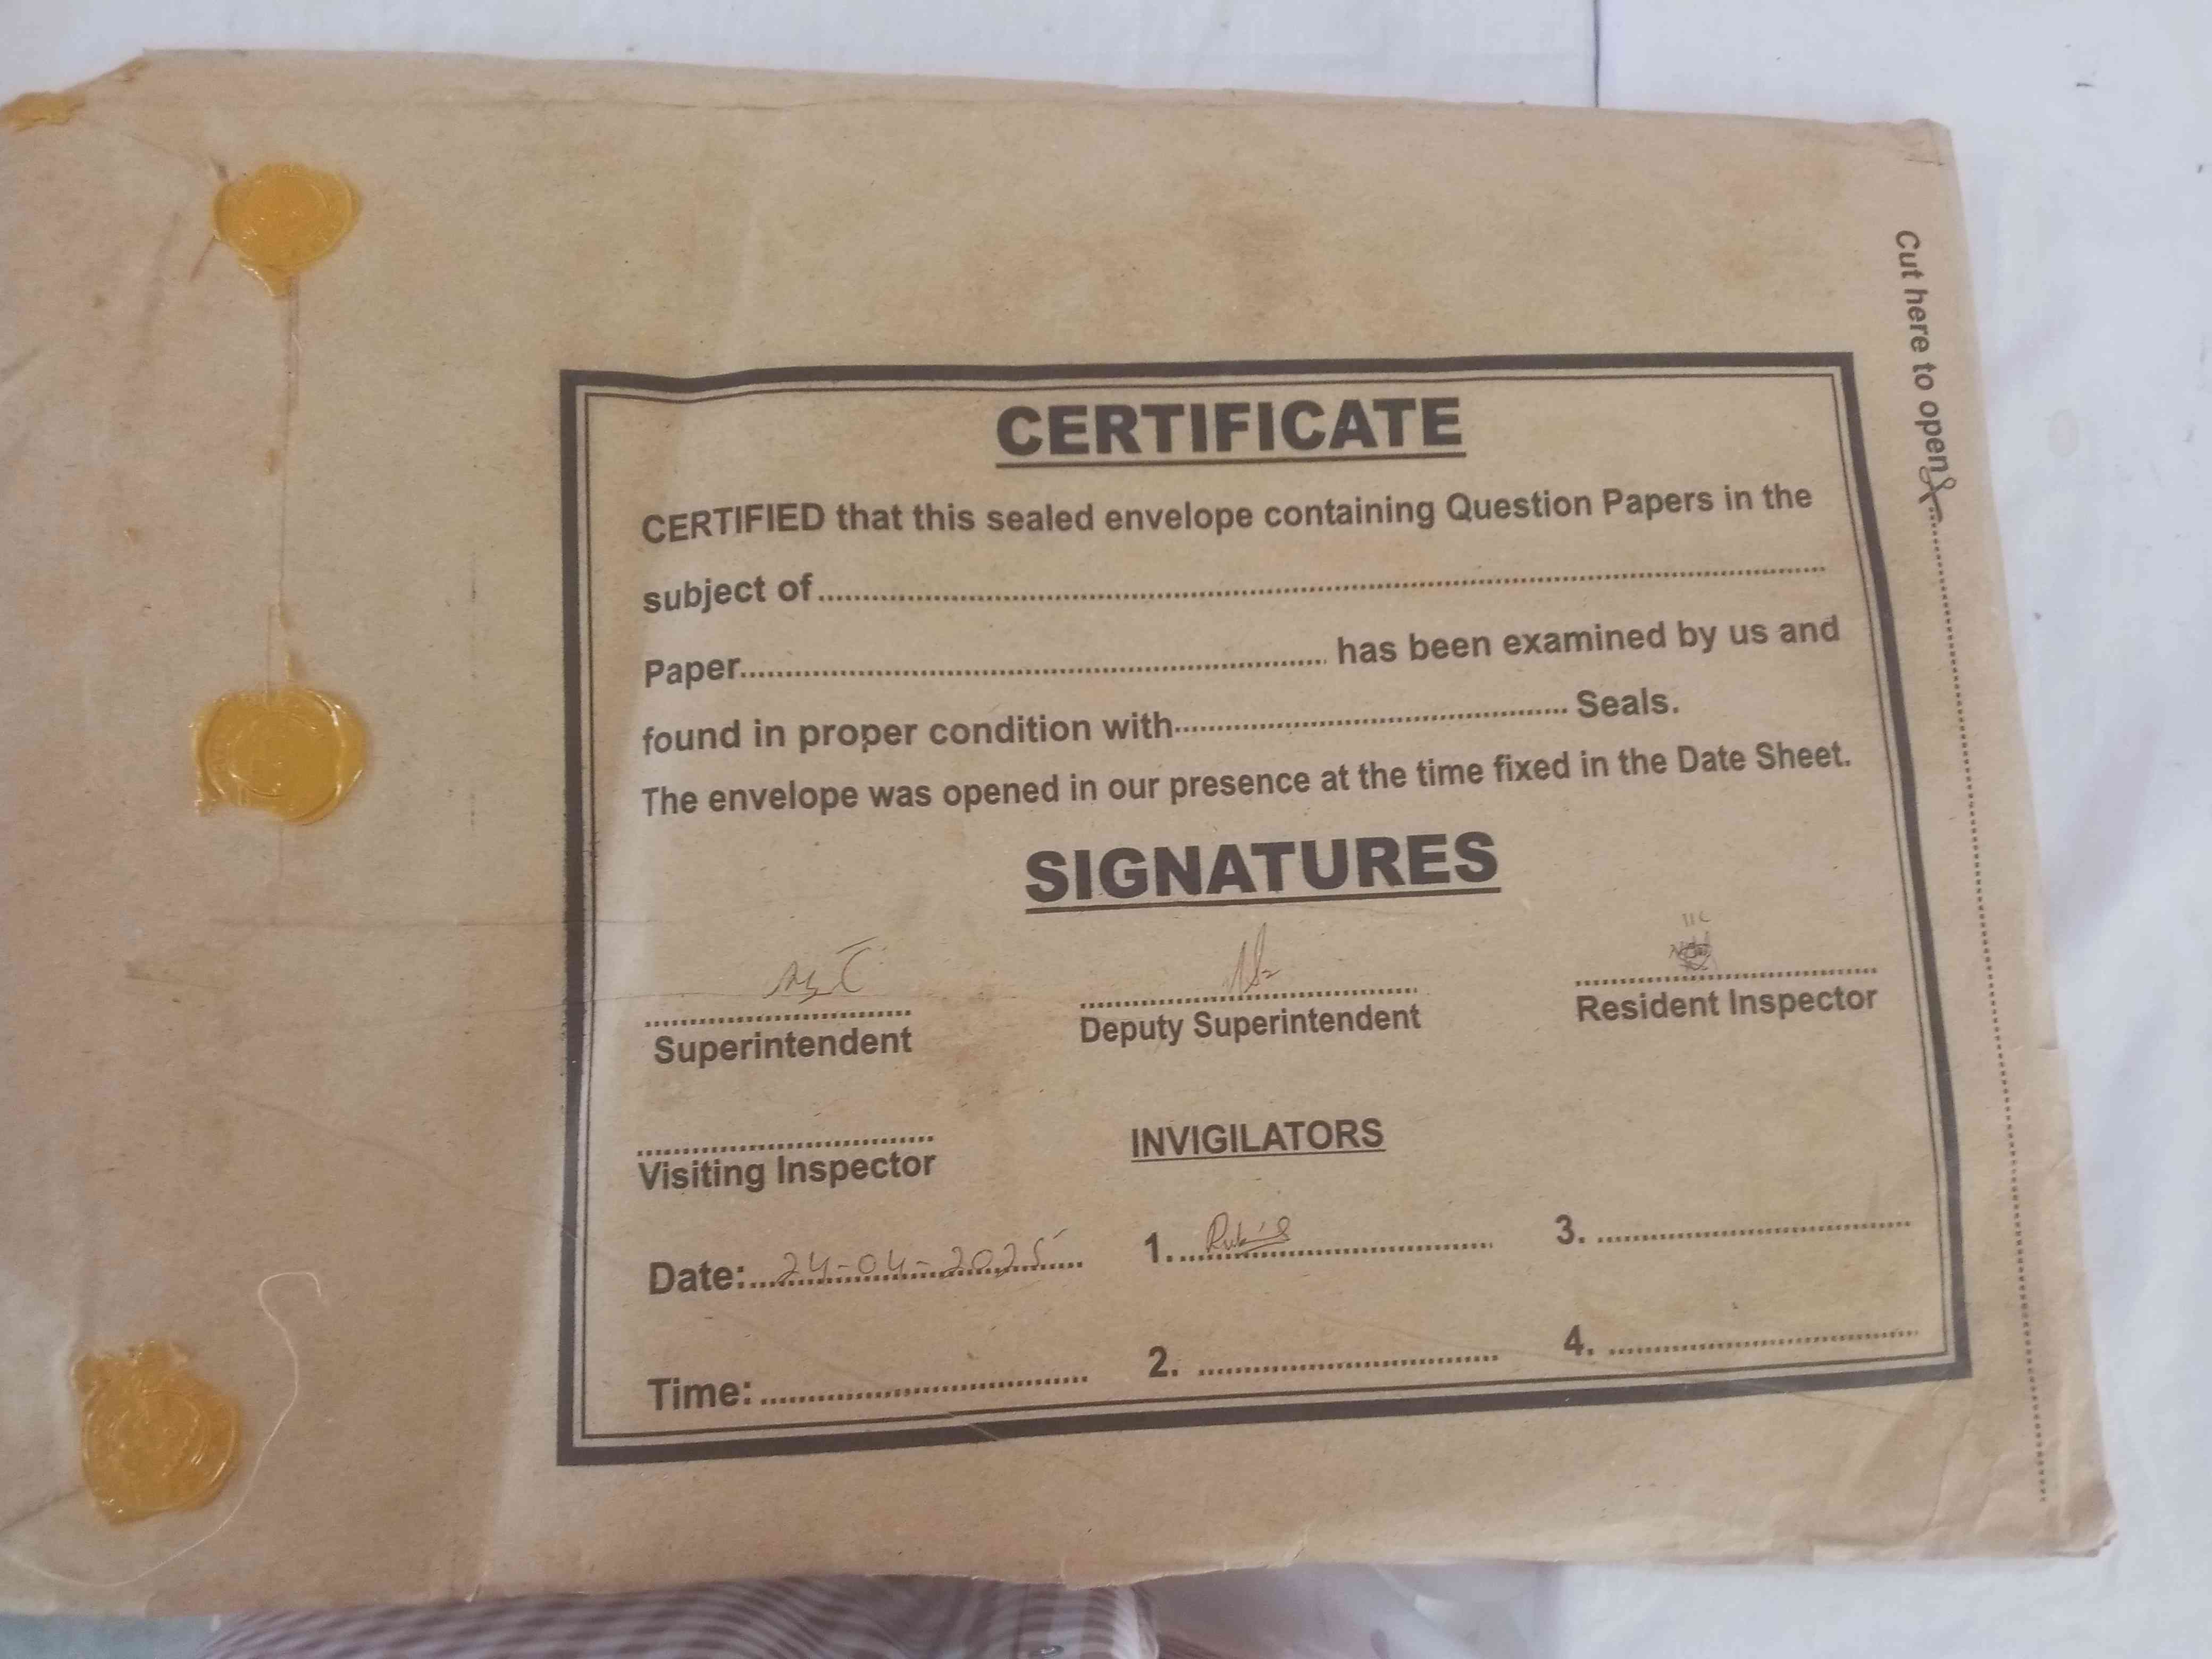 Cut here to open
CERTIFICATE
CERTIFIED that this sealed envelope containing Question Papers in the
subject of..........................................................................
Paper.................................................. has been examined by us and
found in proper condition with.................................. Seals.
The envelope was opened in our presence at the time fixed in the Date Sheet.
SIGNATURES
Superintendent Deputy Superintendent Resident Inspector
Visiting Inspector INVIGILATORS
Date: 24-04-2025 1. 3.
Time: 2. 4.